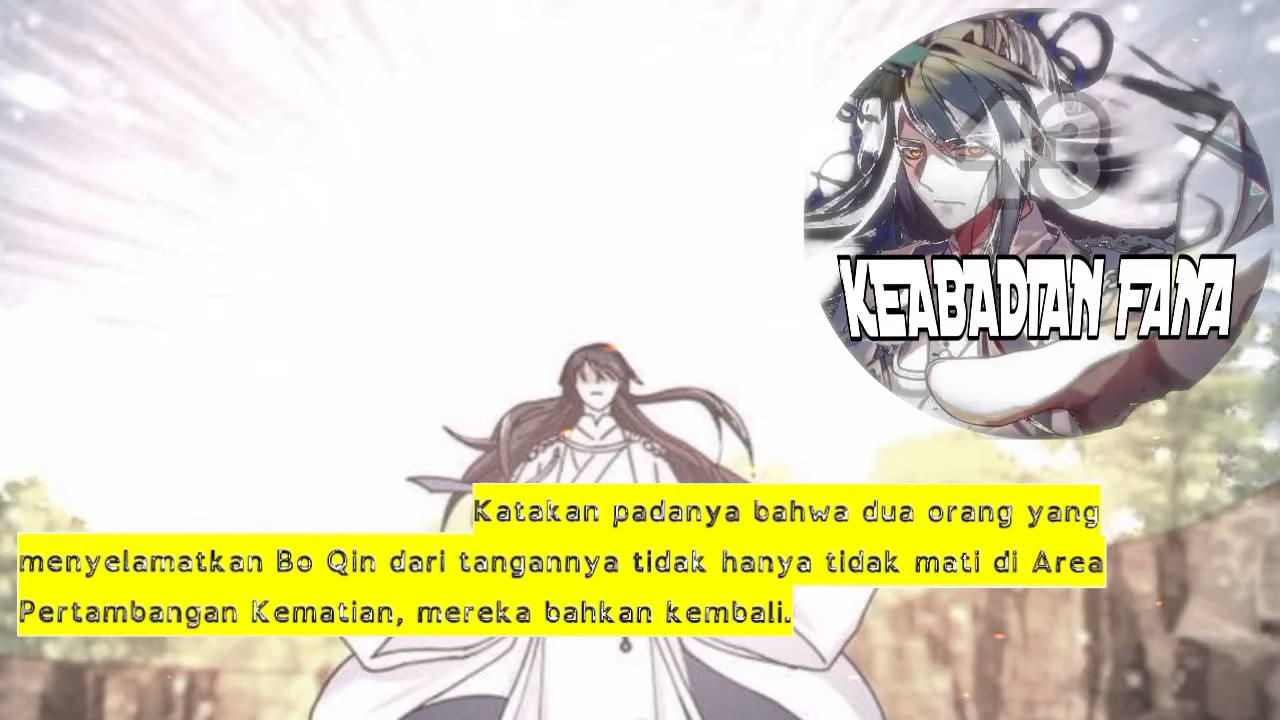 43
KEABADIAN FANA
Katakan padanya bahwa dua orang yang
menyelamatkan Bo Qin dari tangannya tidak hanya tidak mati di Area
Pertambangan Kematian, mereka bahkan kembali.